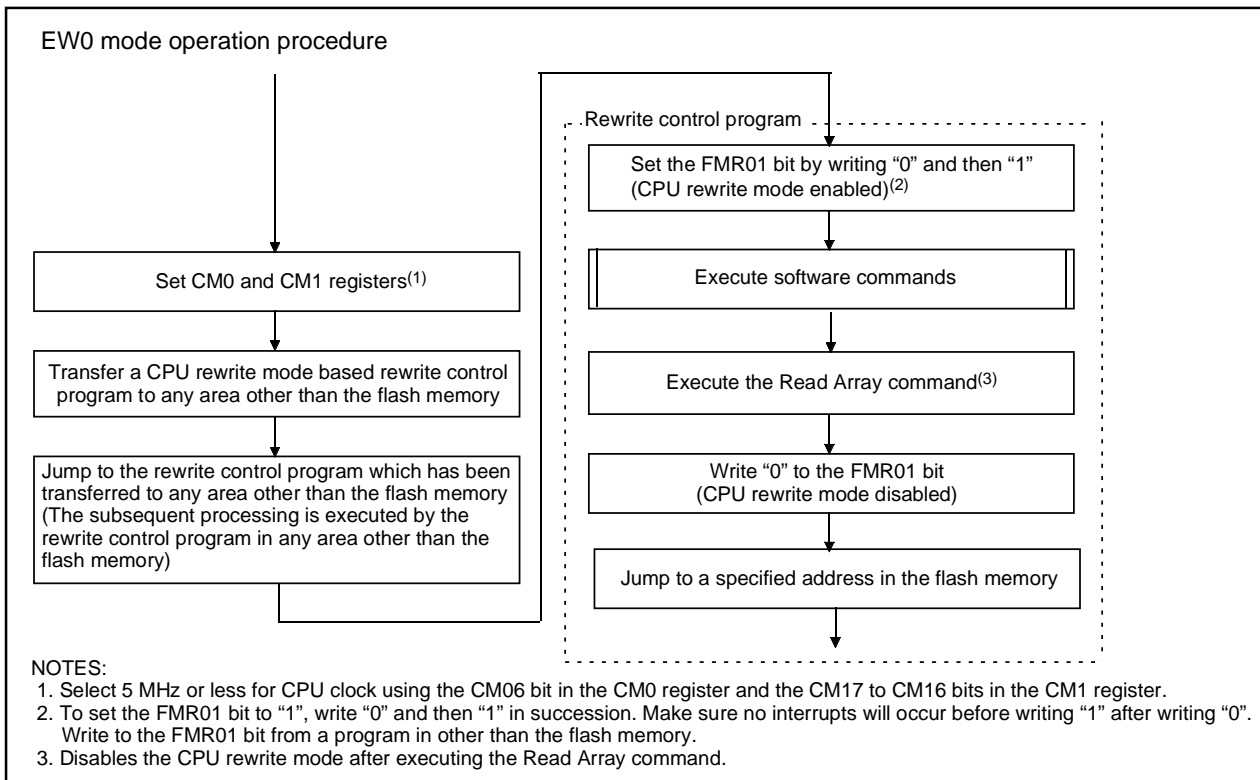 EW0 mode operation procedure
Set CM0 and CM1 registers(1)
Transfer a CPU rewrite mode based rewrite control
program to any area other than the flash memory
Jump to the rewrite control program which has been
transferred to any area other than the flash memory
(The subsequent processing is executed by the
rewrite control program in any area other than the
flash memory)
Rewrite control program
Set the FMR01 bit by writing “0” and then “1”
(CPU rewrite mode enabled)(2)
Execute software commands
Execute the Read Array command(3)
Write “0” to the FMR01 bit
(CPU rewrite mode disabled)
Jump to a specified address in the flash memory
NOTES:
1. Select 5 MHz or less for CPU clock using the CM06 bit in the CM0 register and the CM17 to CM16 bits in the CM1 register.
2. To set the FMR01 bit to “1”, write “0” and then “1” in succession. Make sure no interrupts will occur before writing “1” after writing “0”.
Write to the FMR01 bit from a program in other than the flash memory.
3. Disables the CPU rewrite mode after executing the Read Array command.